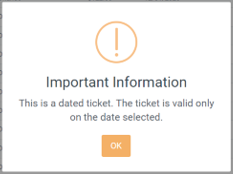 Important Information
This is a dated ticket. The ticket is valid only
on the date selected.
OK